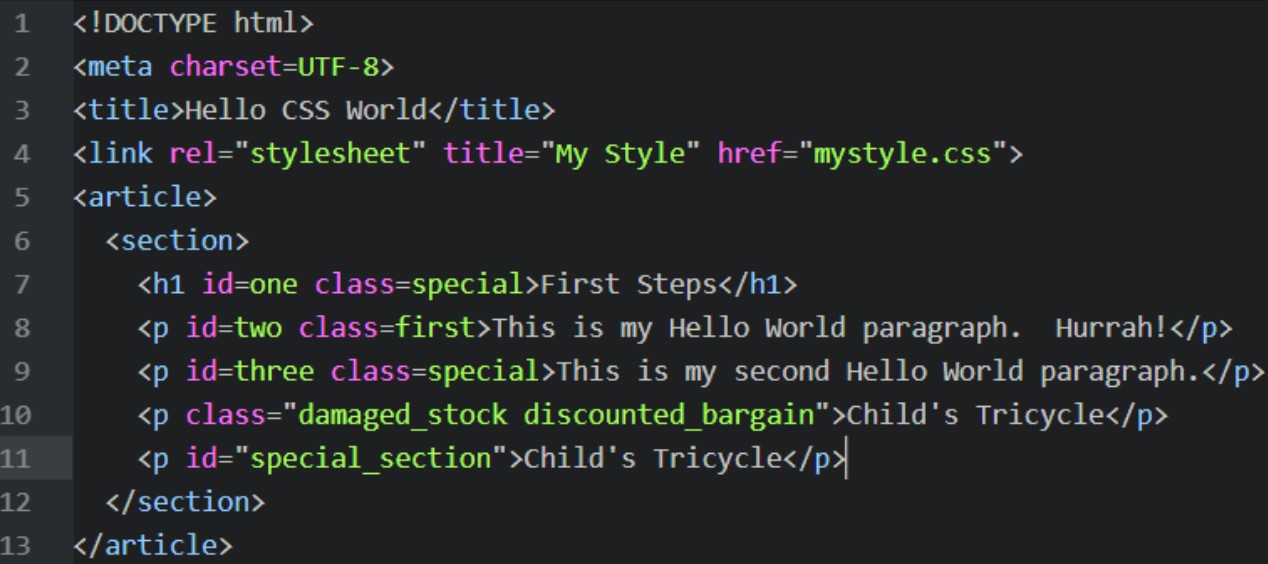 1 <!DOCTYPE html>
2 <meta charset=UTF-8>
3 <title>Hello CSS World</title>
4 <link rel="stylesheet" title="My Style" href="mystyle.css">
5 <article>
6   <section>
7     <h1 id=one class=special>First Steps</h1>
8     <p id=two class=first>This is my Hello World paragraph.  Hurrah!</p>
9     <p id=three class=special>This is my second Hello World paragraph.</p>
10     <p class="damaged_stock discounted_bargain">Child's Tricycle</p>
11     <p id="special_section">Child's Tricycle</p>
12   </section>
13 </article>